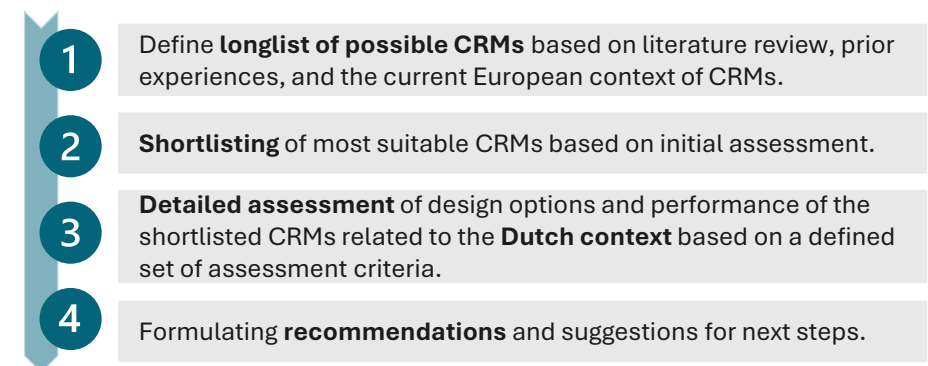 1
Define longlist of possible CRMs based on literature review, prior
experiences, and the current European context of CRMs.
2
Shortlisting of most suitable CRMs based on initial assessment.
3
Detailed assessment of design options and performance of the
shortlisted CRMs related to the Dutch context based on a defined
set of assessment criteria.
4
Formulating recommendations and suggestions for next steps.